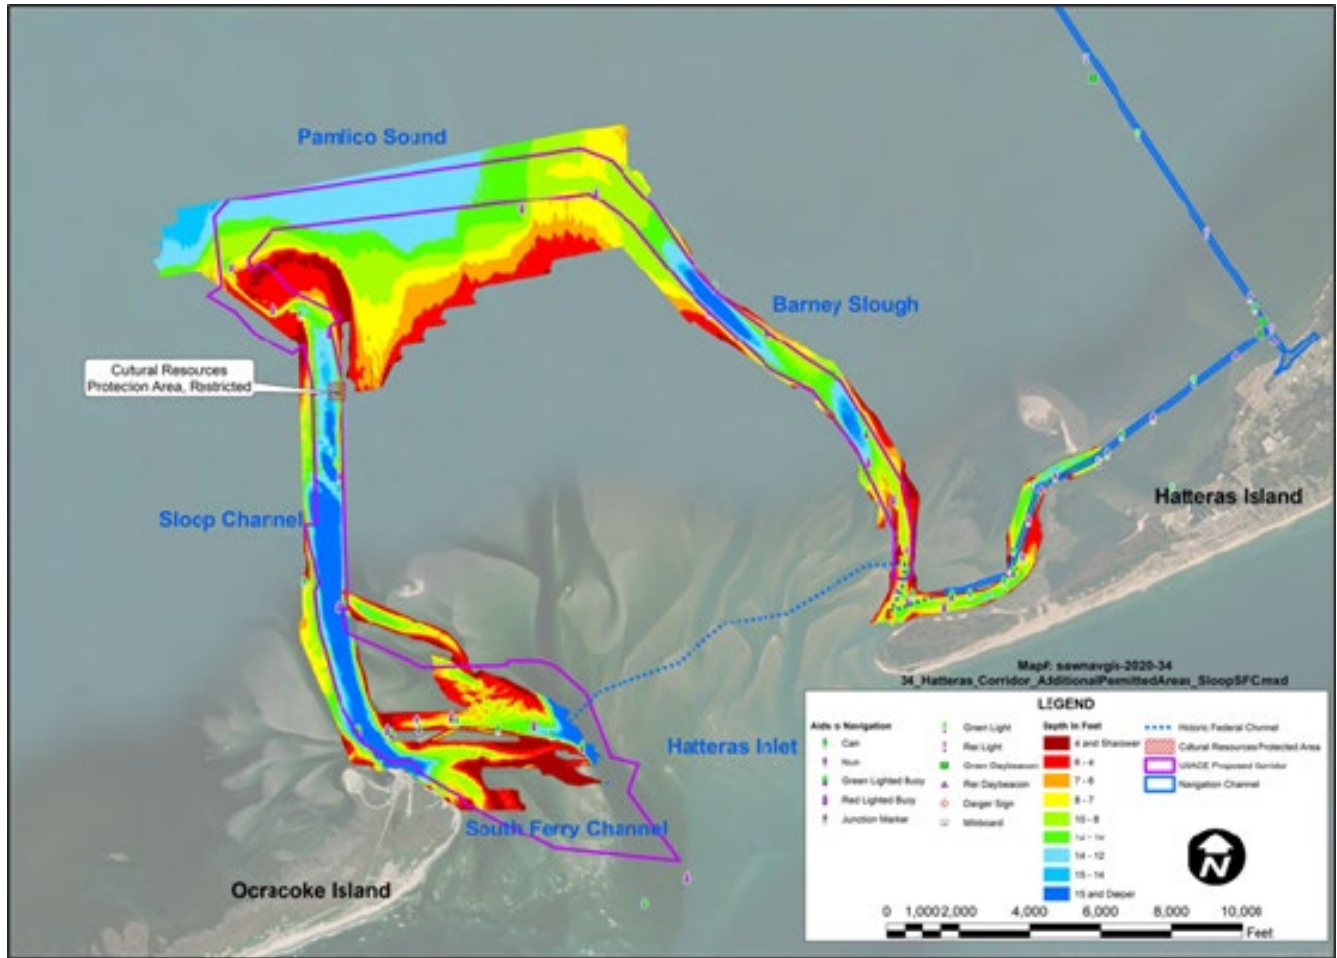 Pamlico Sound
Barney Slough
Cutural Resources
Protecion Area, Restricted
Sloop Channel
Hatteras Island
Map#: sawnavgis-2020-34
34_Hatteras_Corridor_AdditionalPermittedAreas_SloopSFC.mxd
Hatteras Inlet
South Ferry Channel
Ocracoke Island
LEGEND
Aids to Navigation
Can
Nun
Green Lighted Buoy
Red Lighted Buoy
Junction Marker
Green Light
Red Light
Green Daybeacon
Red Daybeacon
Danger Sign
Depth in Feet
4 and Shallower
6 - 4
7 - 6
8 - 7
10 - 8
12 - 10
14 - 12
15 - 14
15 and Deeper
Historic Federal Channel
Cultural Resources Protected Area
USACE Proposed Corridor
Navigation Channel
N
0 1,000 2,000 4,000 6,000 8,000 10,000
Feet